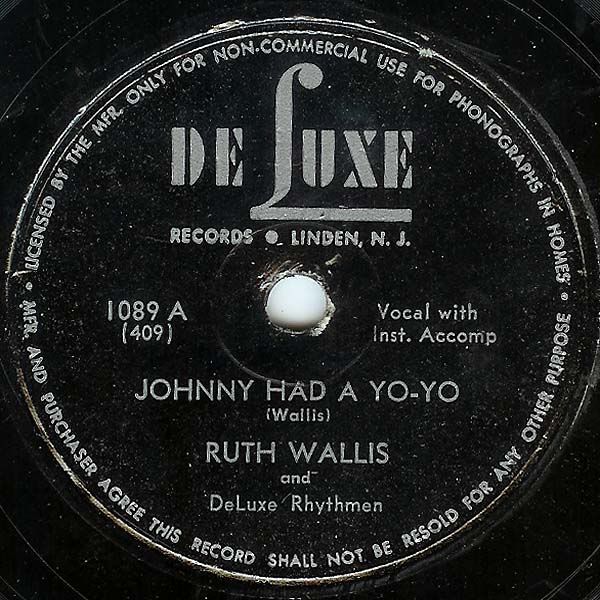 LICENSED BY THE MFR. ONLY FOR NON-COMMERCIAL USE FOR PHONOGRAPHS IN HOMES •
DE LUXE
RECORDS • LINDEN, N. J.
1089 A
(409)
Vocal with
Inst. Accomp
JOHNNY HAD A YO-YO
(Wallis)
RUTH WALLIS
and
DeLuxe Rhythmen
• MFR. AND PURCHASER AGREE THIS RECORD SHALL NOT BE RESOLD FOR ANY OTHER PURPOSE